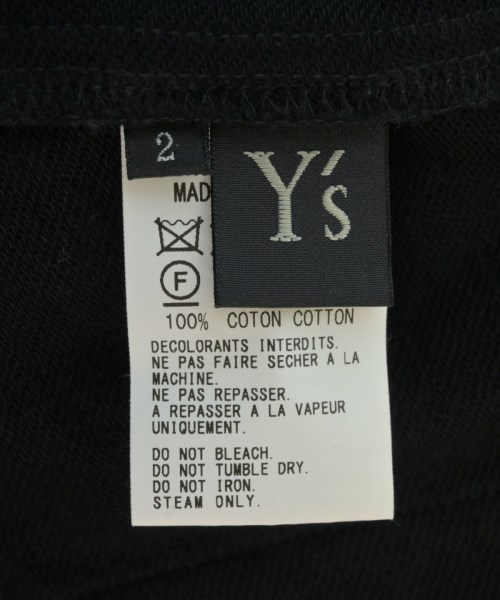 2
Y's
MAD
F
100% COTON COTTON
DECOLORANTS INTERDITS.
NE PAS FAIRE SECHER A LA
MACHINE.
NE PAS REPASSER.
A REPASSER A LA VAPEUR
UNIQUEMENT.
DO NOT BLEACH.
DO NOT TUMBLE DRY.
DO NOT IRON.
STEAM ONLY.